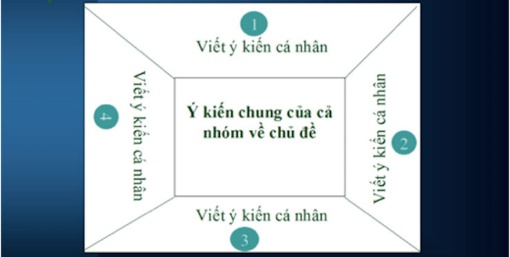 1
Viết ý kiến cá nhân
4
Viết ý kiến cá nhân
Ý kiến chung của cả
nhóm về chủ đề
Viết ý kiến cá nhân
2
Viết ý kiến cá nhân
3